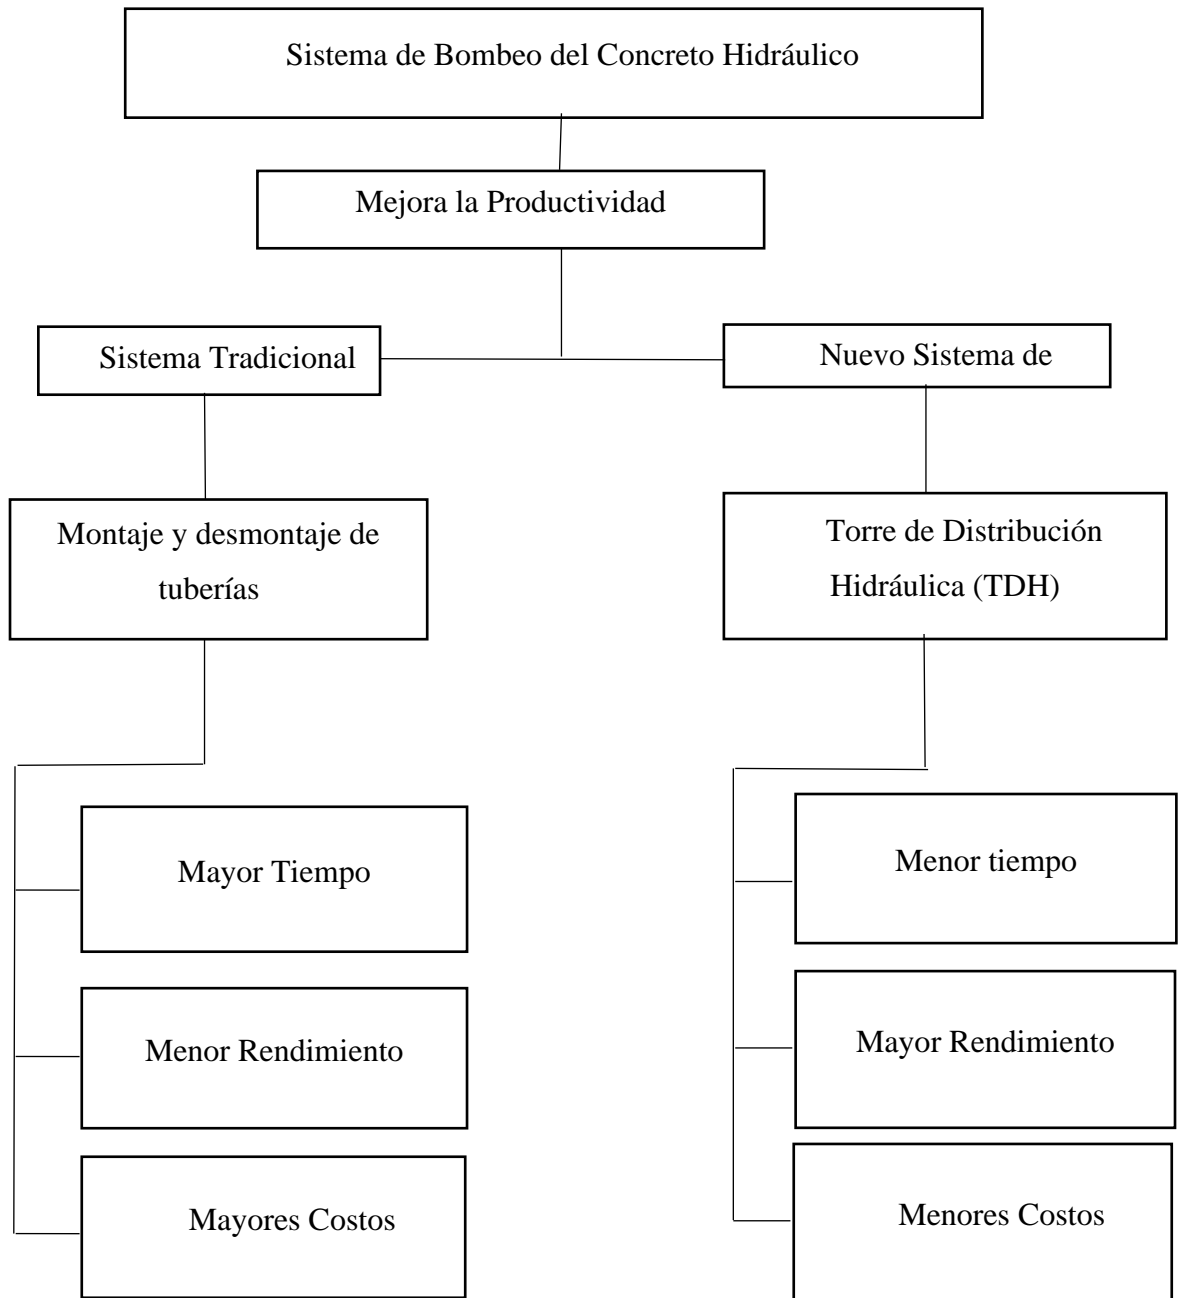 Sistema de Bombeo del Concreto Hidráulico
Mejora la Productividad
Sistema Tradicional
Nuevo Sistema de
Montaje y desmontaje de
tuberías
Torre de Distribución
Hidráulica (TDH)
Mayor Tiempo
Menor Rendimiento
Mayores Costos
Menor tiempo
Mayor Rendimiento
Menores Costos